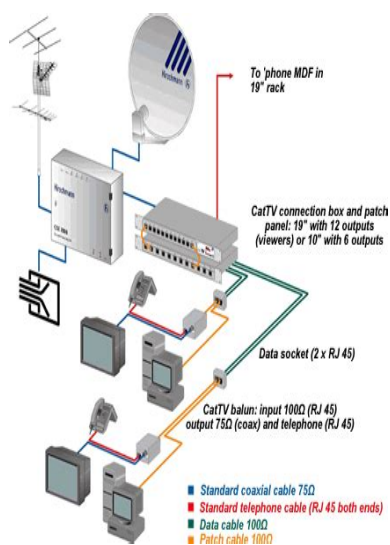 Hirschmann
To 'phone MDF in
19" rack
Hirschmann
CatTV connection box and patch
panel: 19" with 12 outputs
(viewers) or 10" with 6 outputs
Data socket (2 x RJ 45)
CatTV balun: input 100Ω (RJ 45)
output 75Ω (coax) and telephone (RJ 45)
Standard coaxial cable 75Ω
Standard telephone cable (RJ 45 both ends)
Data cable 100Ω
Patch cable 100Ω